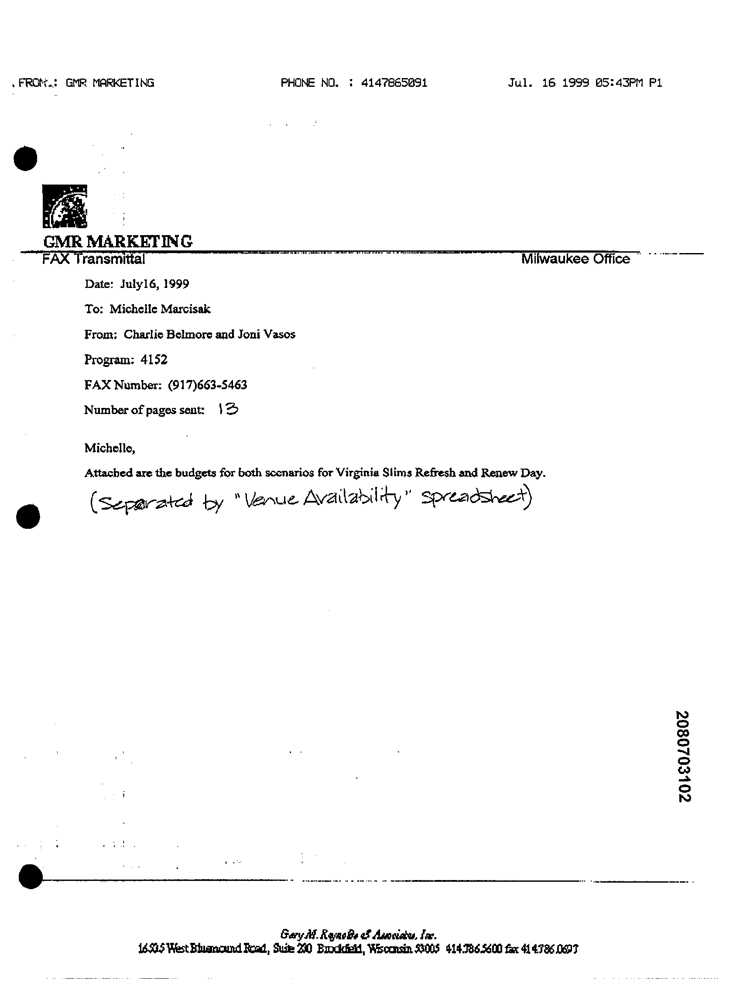 FROM.: GMR MARKETING PHONE NO. : 4147865091 Jul. 16 1999 05:43PM P1
GMR MARKETING
FAX Transmittal Milwaukee Office
Date: July16, 1999
To: Michelle Marcisak
From: Charlie Belmore and Joni Vasos
Program: 4152
FAX Number: (917)663-5463
Number of pages sent: 13
Michelle,
Attached are the budgets for both scenarios for Virginia Slims Refresh and Renew Day.
(Separated by "Venue Availability" spreadsheet)
2080703102
Gary M. Reynolds & Associates, Inc.
16535 West Bluemound Road, Suite 230 Brookfield, Wisconsin 53005 414.786.5600 fax 414.786.0697